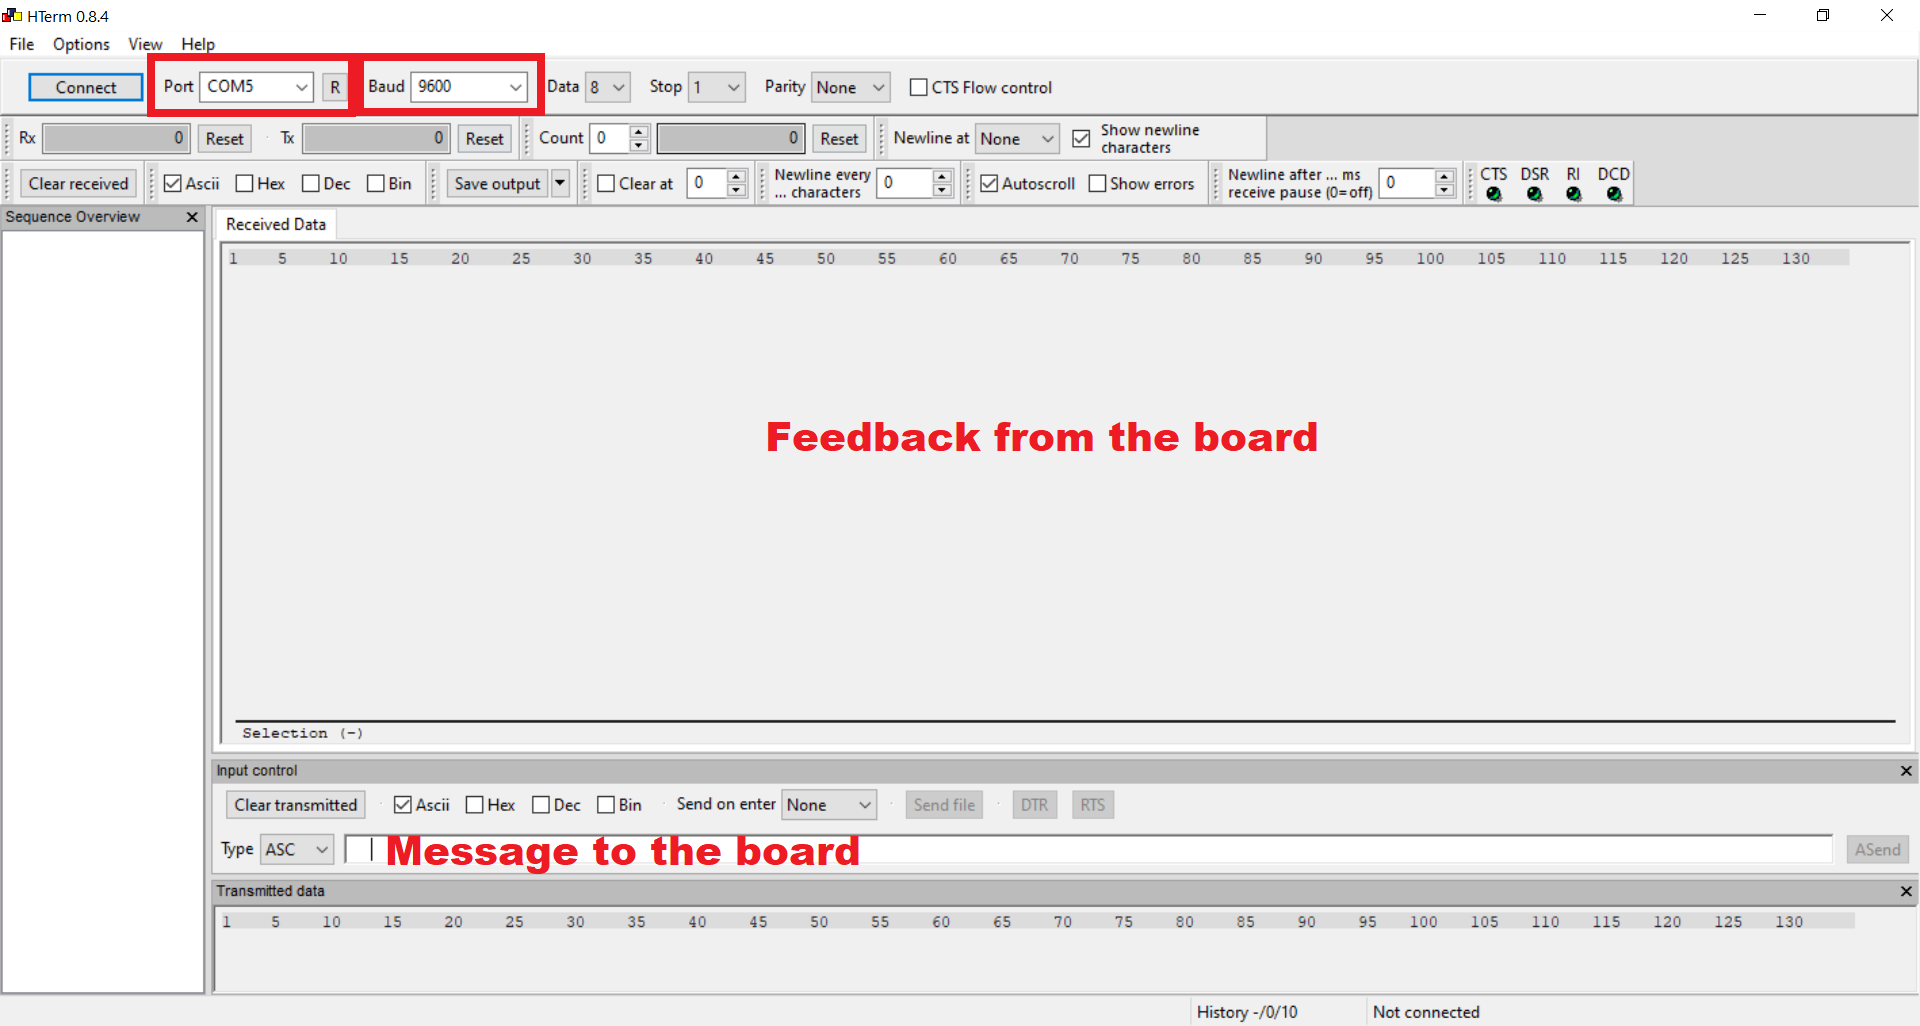 HTerm 0.8.4
File Options View Help
Connect Port COM5 R Baud 9600 Data 8 Stop 1 Parity None CTS Flow control
Rx 0 Reset Tx 0 Reset Count 0 0 Reset Newline at None Show newline
characters
Clear received Ascii Hex Dec Bin Save output Clear at 0 Newline every
... characters 0 Autoscroll Show errors Newline after ... ms
receive pause (0=off) 0 CTS DSR RI DCD
Sequence Overview
Received Data
1 5 10 15 20 25 30 35 40 45 50 55 60 65 70 75 80 85 90 95 100 105 110 115 120 125 130
Feedback from the board
Selection (-)
Input control
Clear transmitted Ascii Hex Dec Bin Send on enter None Send file DTR RTS
Type ASC Message to the board ASend
Transmitted data
1 5 10 15 20 25 30 35 40 45 50 55 60 65 70 75 80 85 90 95 100 105 110 115 120 125 130
History -/0/10 Not connected